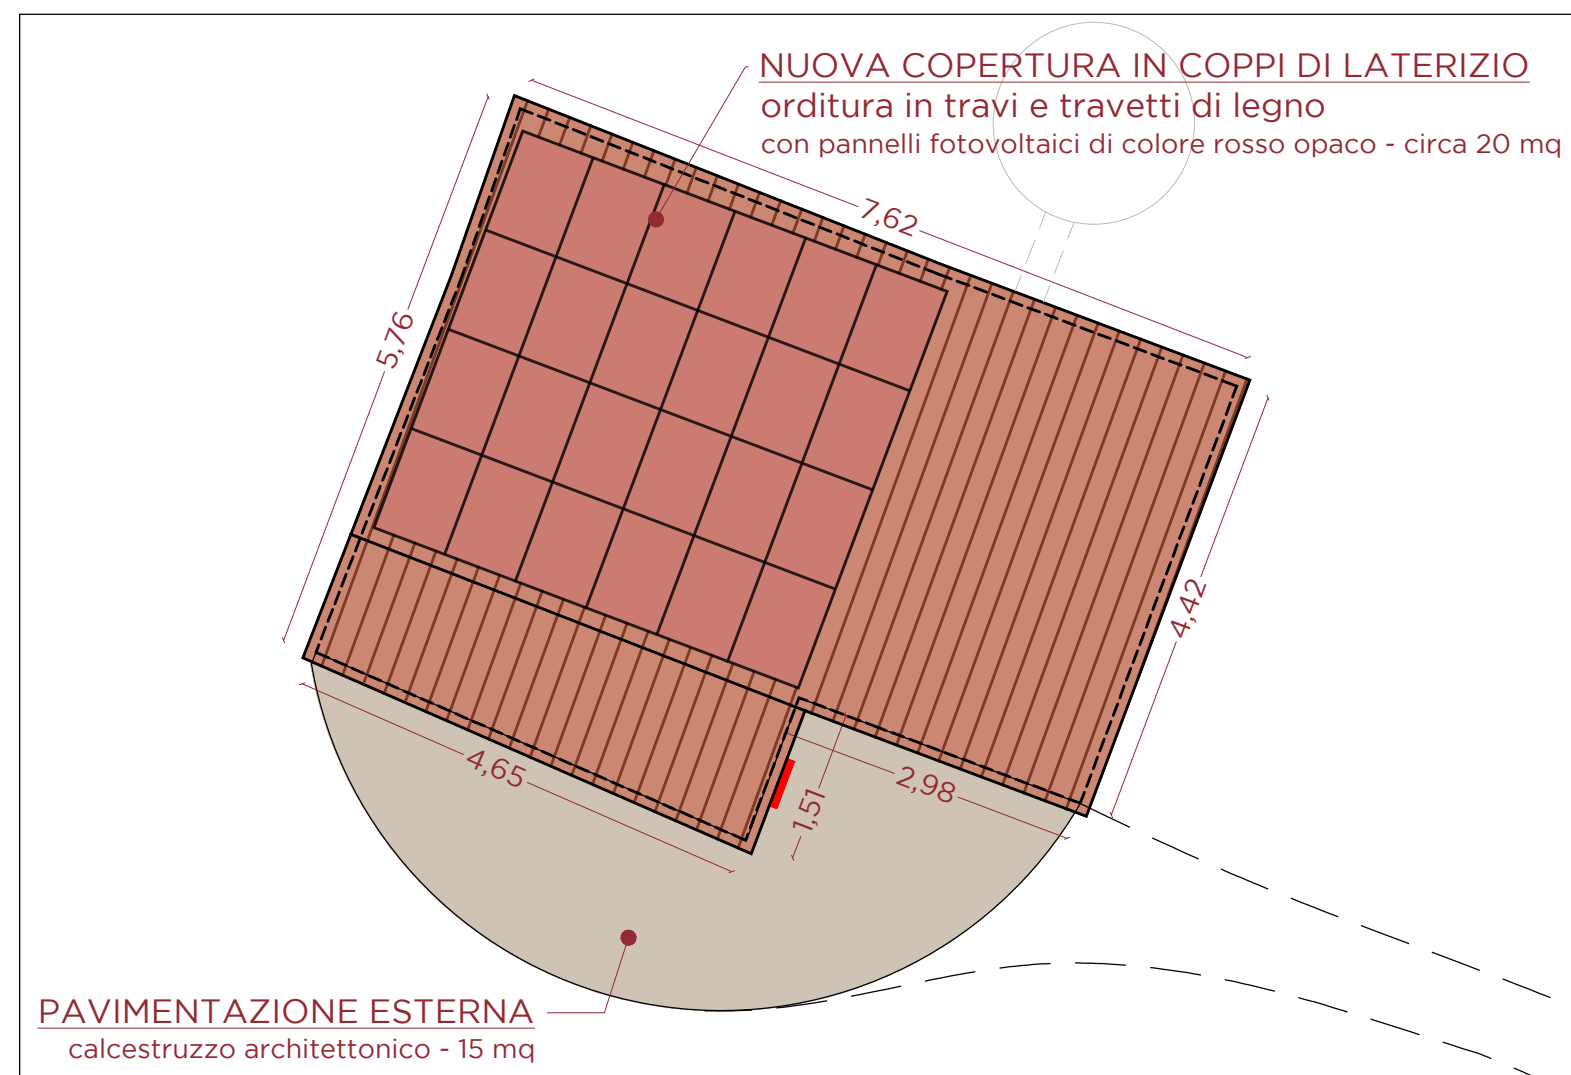 NUOVA COPERTURA IN COPPI DI LATERIZIO
orditura in travi e travetti di legno
con pannelli fotovoltaici di colore rosso opaco - circa 20 mq
7,62
5,76
4,42
4,65
2,98
1,51
PAVIMENTAZIONE ESTERNA
calcestruzzo architettonico - 15 mq